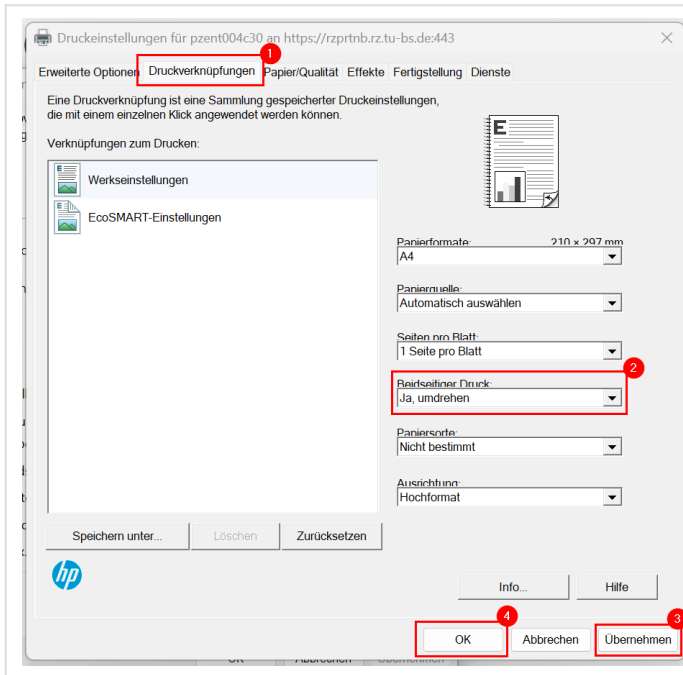 Druckeinstellungen für pzent004c30 an https://rzprtnb.rz.tu-bs.de:443
1
Erweiterte Optionen Druckverknüpfungen Papier/Qualität Effekte Fertigstellung Dienste
Eine Druckverknüpfung ist eine Sammlung gespeicherter Druckeinstellungen,
die mit einem einzelnen Klick angewendet werden können.
Verknüpfungen zum Drucken:
Werkseinstellungen
EcoSMART-Einstellungen
E
Papierformate: 210 × 297 mm
A4
Papierquelle:
Automatisch auswählen
Seiten pro Blatt:
1 Seite pro Blatt
2
Beidseitiger Druck:
Ja, umdrehen
Papiersorte:
Nicht bestimmt
Ausrichtung:
Hochformat
Speichern unter... Löschen Zurücksetzen
hp
Info... Hilfe
4
3
OK Abbrechen Übernehmen
OK Abbrechen Übernehmen